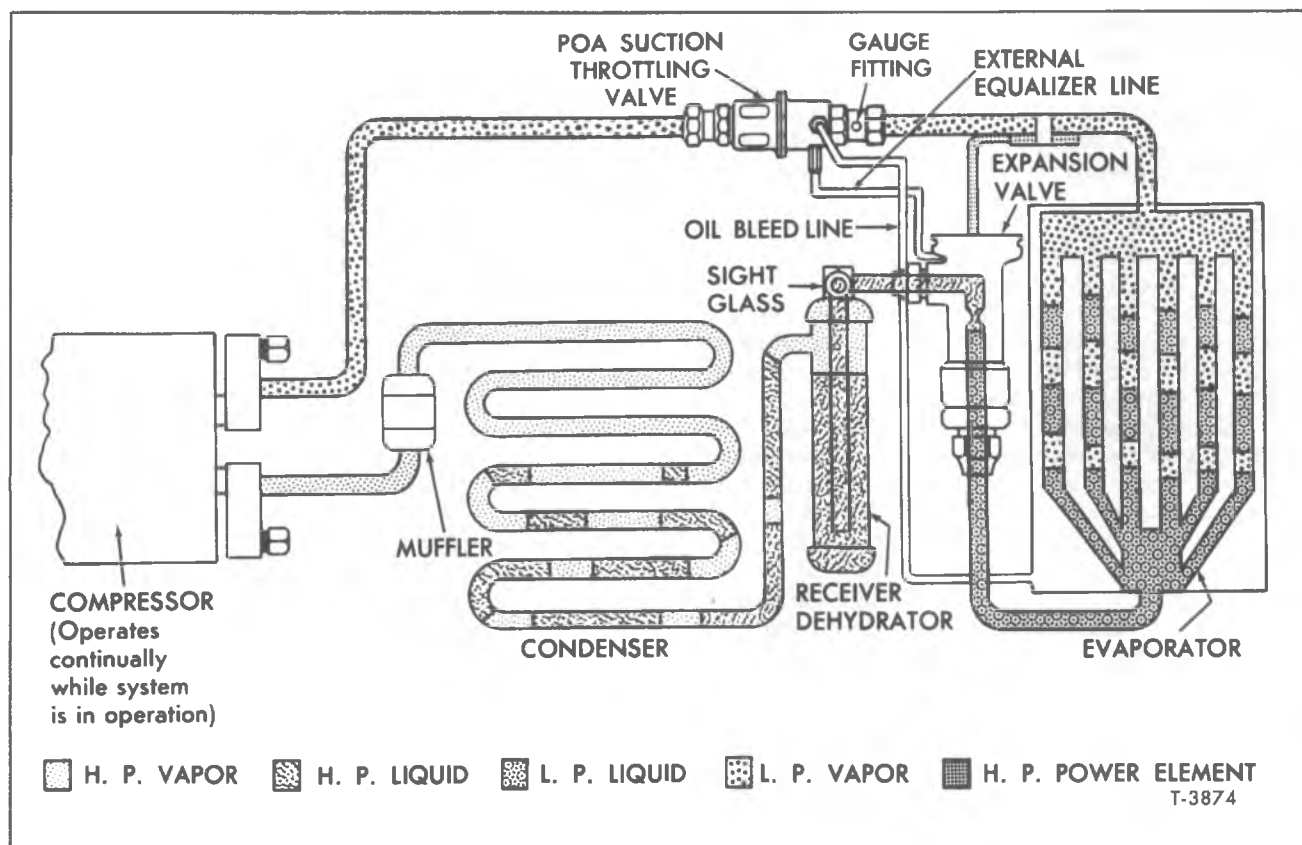 POA SUCTION
THROTTLING
VALVE
GAUGE
FITTING
EXTERNAL
EQUALIZER LINE
EXPANSION
VALVE
OIL BLEED LINE
SIGHT
GLASS
MUFFLER
COMPRESSOR
(Operates
continually
while system
is in operation)
CONDENSER
RECEIVER
DEHYDRATOR
EVAPORATOR
H. P. VAPOR
H. P. LIQUID
L. P. LIQUID
L. P. VAPOR
H. P. POWER ELEMENT
T-3874